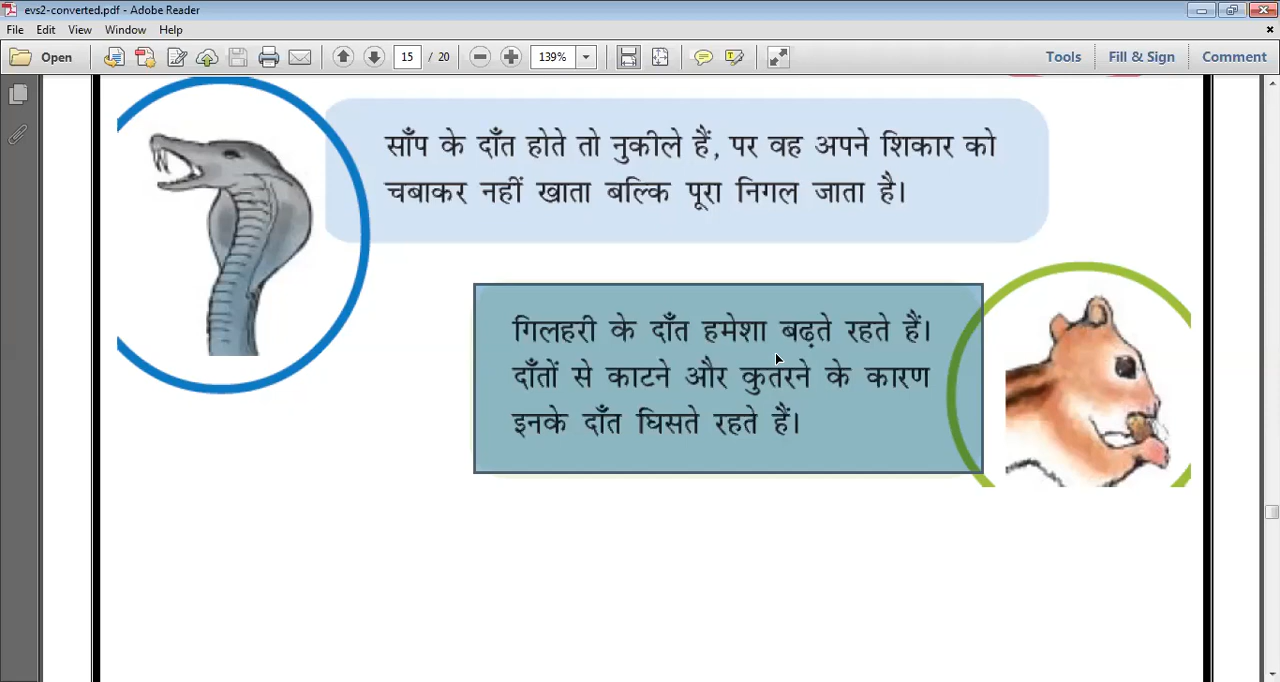 evs2-converted.pdf - Adobe Reader
File Edit View Window Help
Open 15 / 20 139% Tools Fill & Sign Comment
साँप के दाँत होते तो नुकीले हैं, पर वह अपने शिकार को
चबाकर नहीं खाता बल्कि पूरा निगल जाता है।
गिलहरी के दाँत हमेशा बढ़ते रहते हैं।
दाँतों से काटने और कुतरने के कारण
इनके दाँत घिसते रहते हैं।